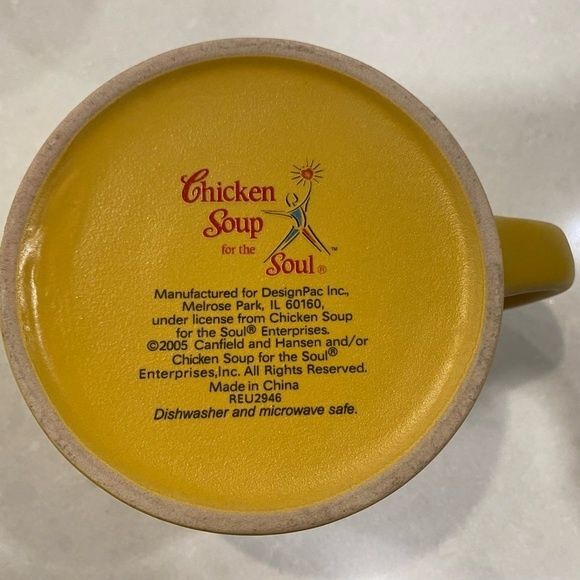 Chicken
Soup
for the
Soul®
™
Manufactured for DesignPac Inc.,
Melrose Park, IL 60160,
under license from Chicken Soup
for the Soul® Enterprises.
©2005 Canfield and Hansen and/or
Chicken Soup for the Soul®
Enterprises,Inc. All Rights Reserved.
Made in China
REU2946
Dishwasher and microwave safe.